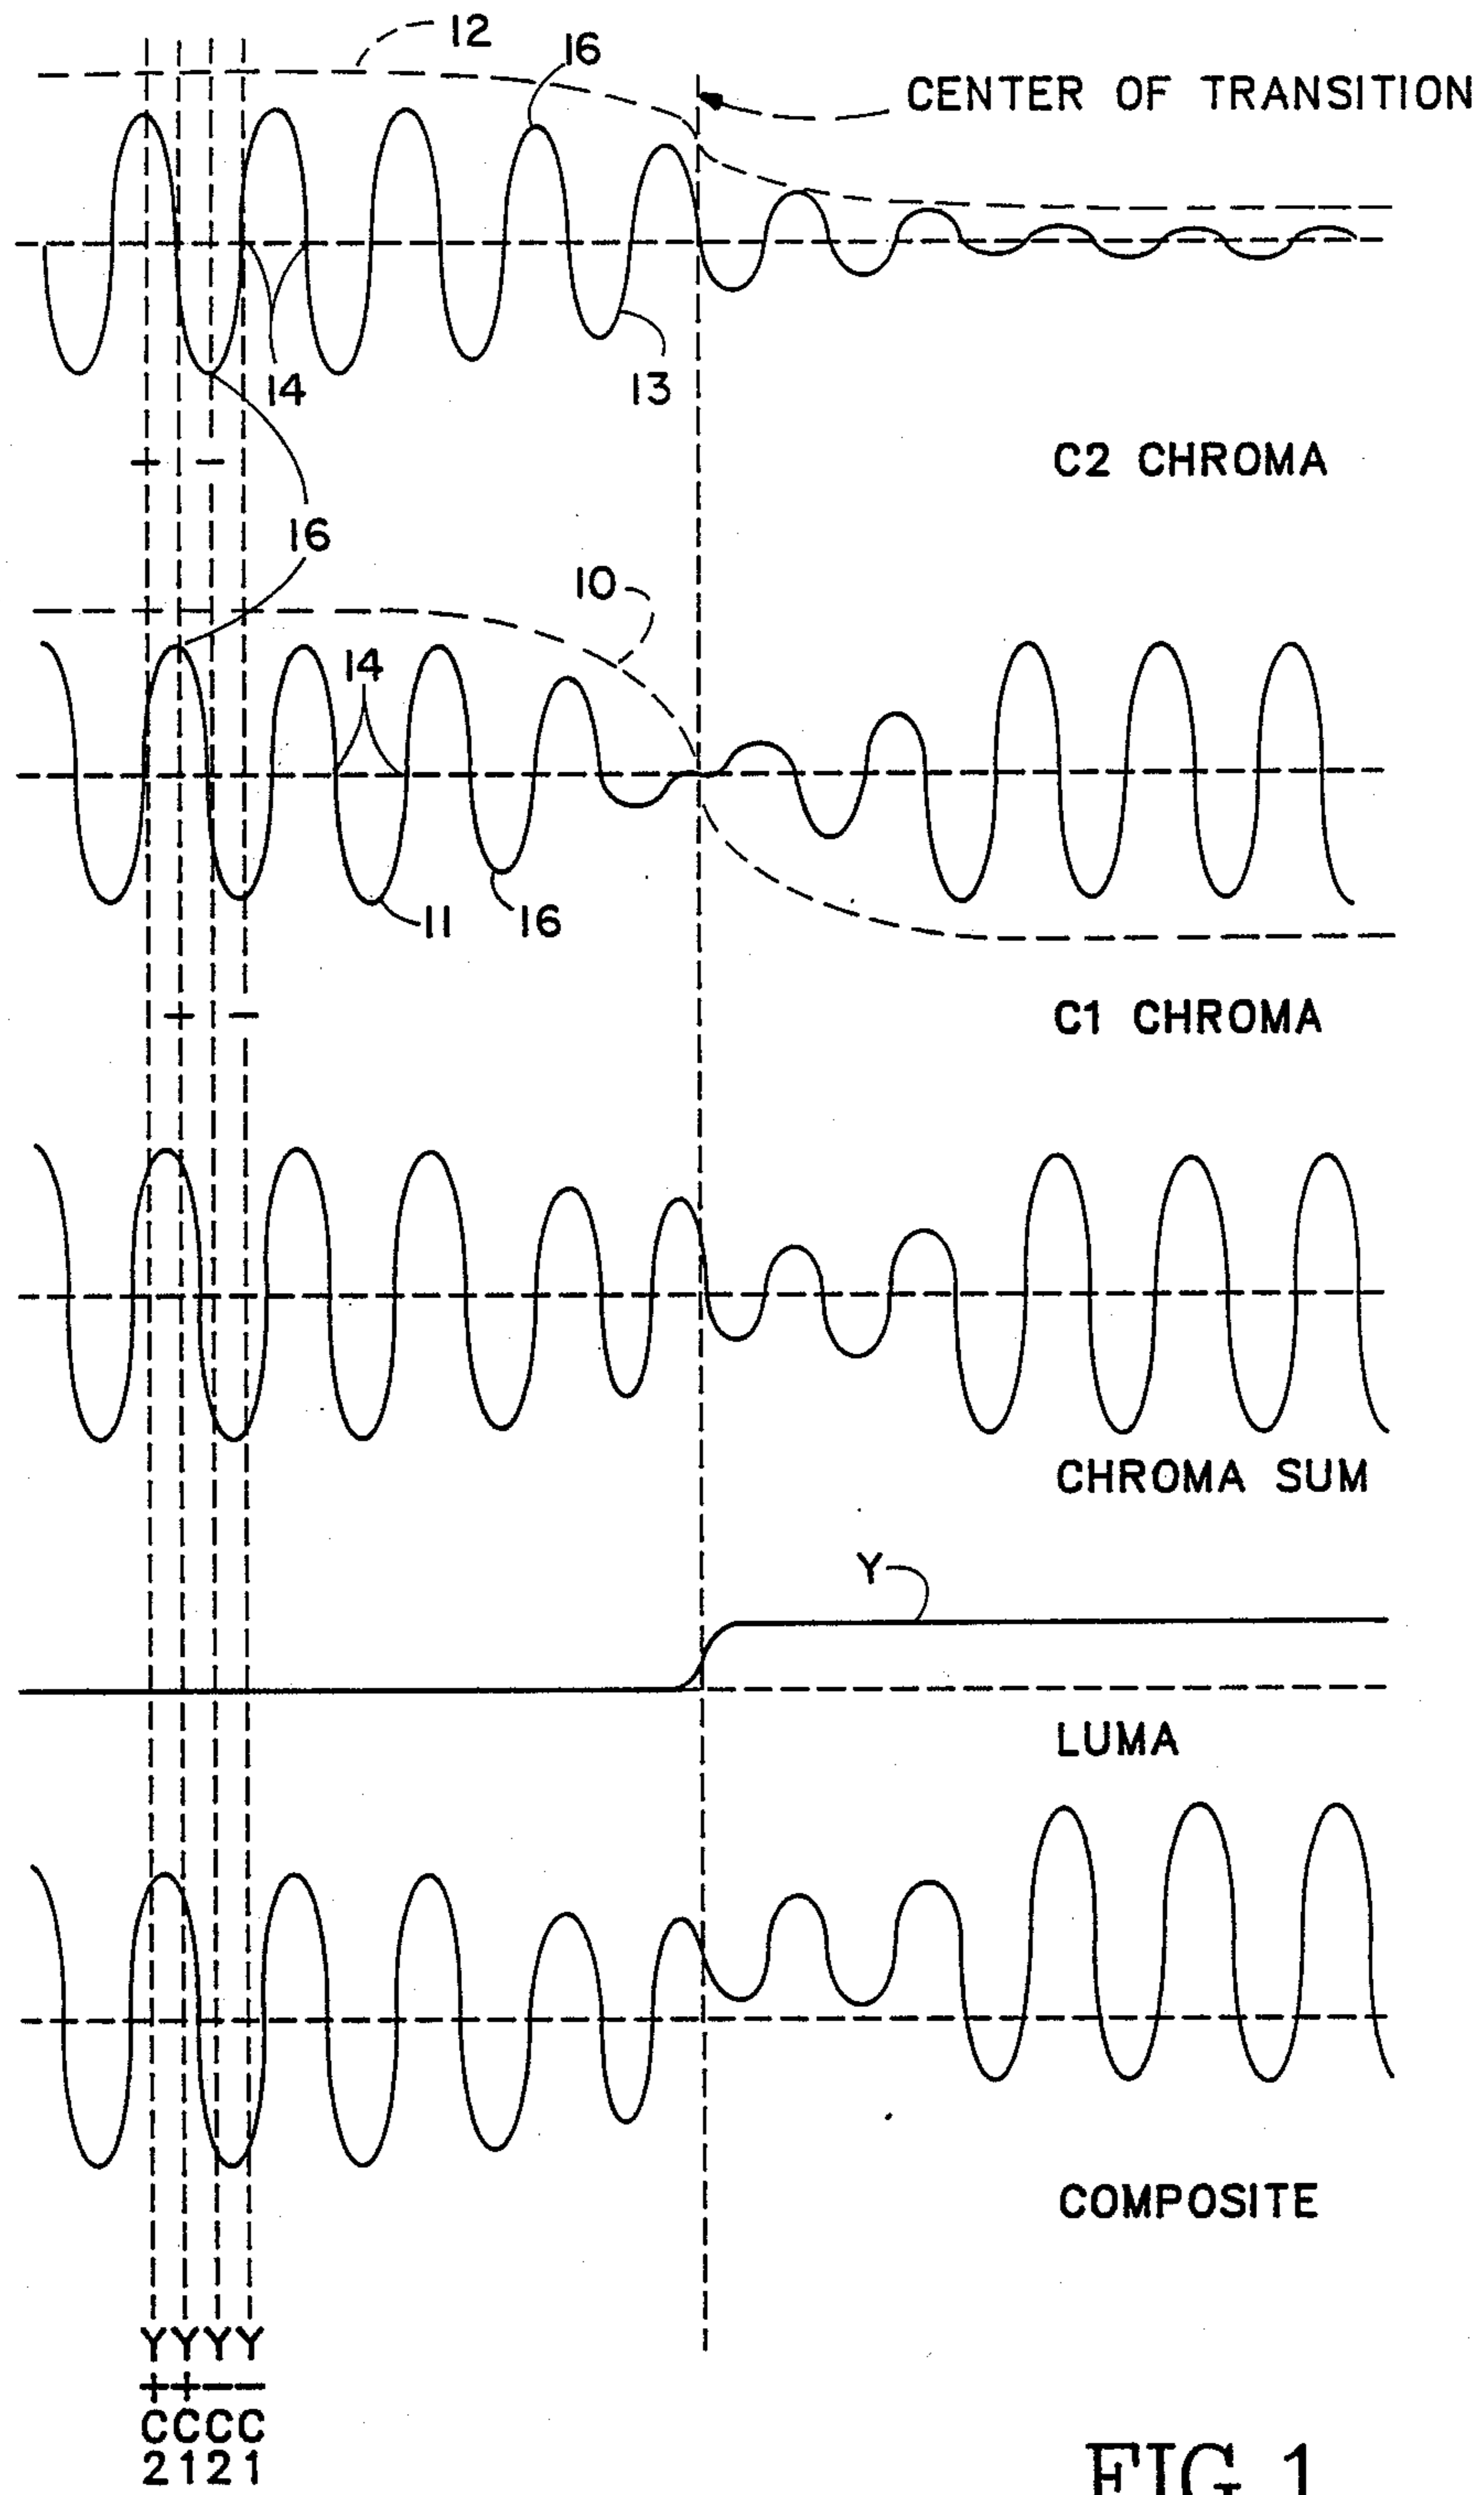 12
16
CENTER OF TRANSITION
14
13
+ −
C2 CHROMA
16
10
14
11
16
+ −
C1 CHROMA
CHROMA SUM
Y
LUMA
COMPOSITE
YYYY
++−−
CCCC
2121
FIG. 1